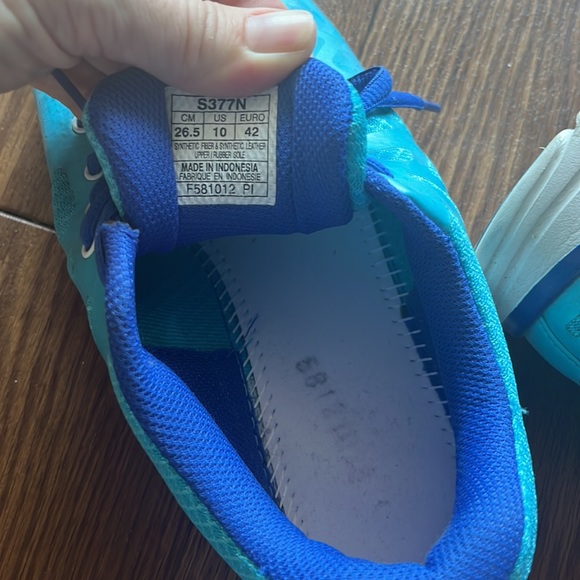 S377N
CM US EURO
26.5 10 42
SYNTHETIC FIBER & SYNTHETIC LEATHER
UPPER / RUBBER SOLE
MADE IN INDONESIA
FABRIQUE EN INDONESIE
F581012 PI